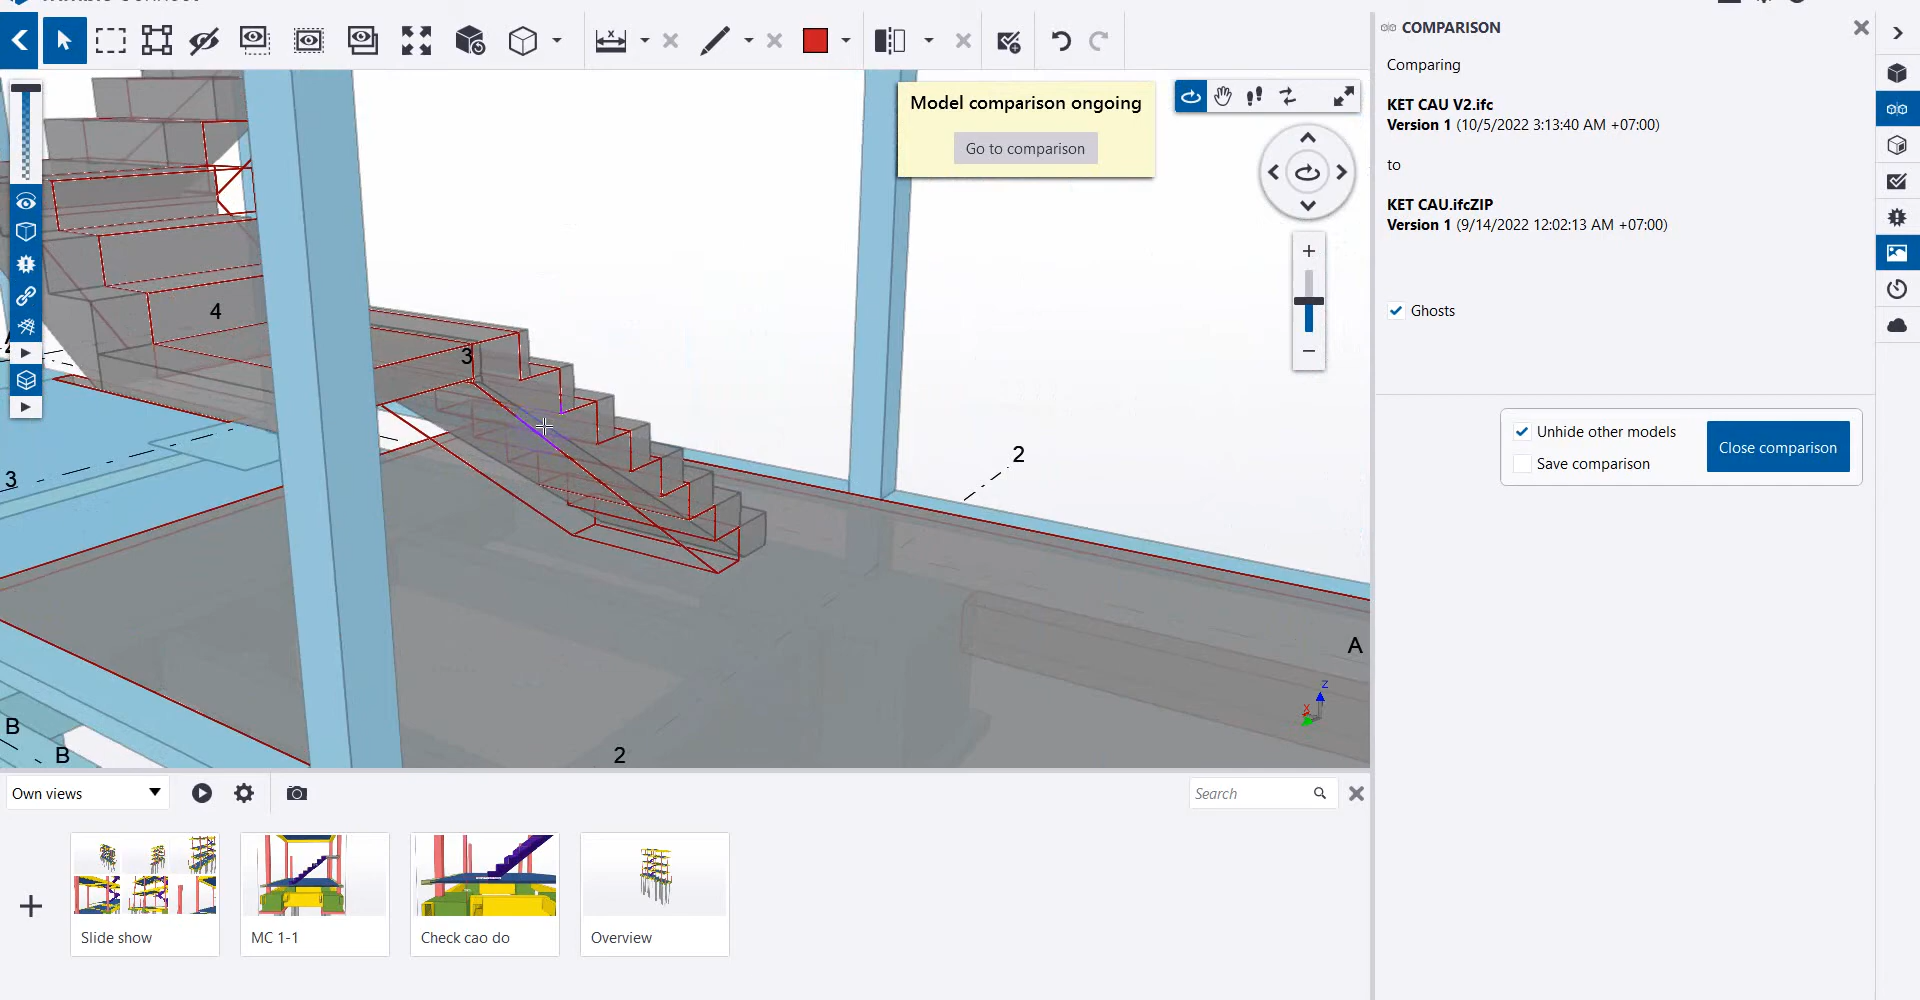 COMPARISON
Comparing
KET CAU V2.ifc
Version 1 (10/5/2022 3:13:40 AM +07:00)
to
KET CAU.ifcZIP
Version 1 (9/14/2022 12:02:13 AM +07:00)
Ghosts
Unhide other models
Save comparison
Close comparison
Model comparison ongoing
Go to comparison
4
3
3
2
A
B
B
2
Z
X
Own views
Search
Slide show
MC 1-1
Check cao do
Overview